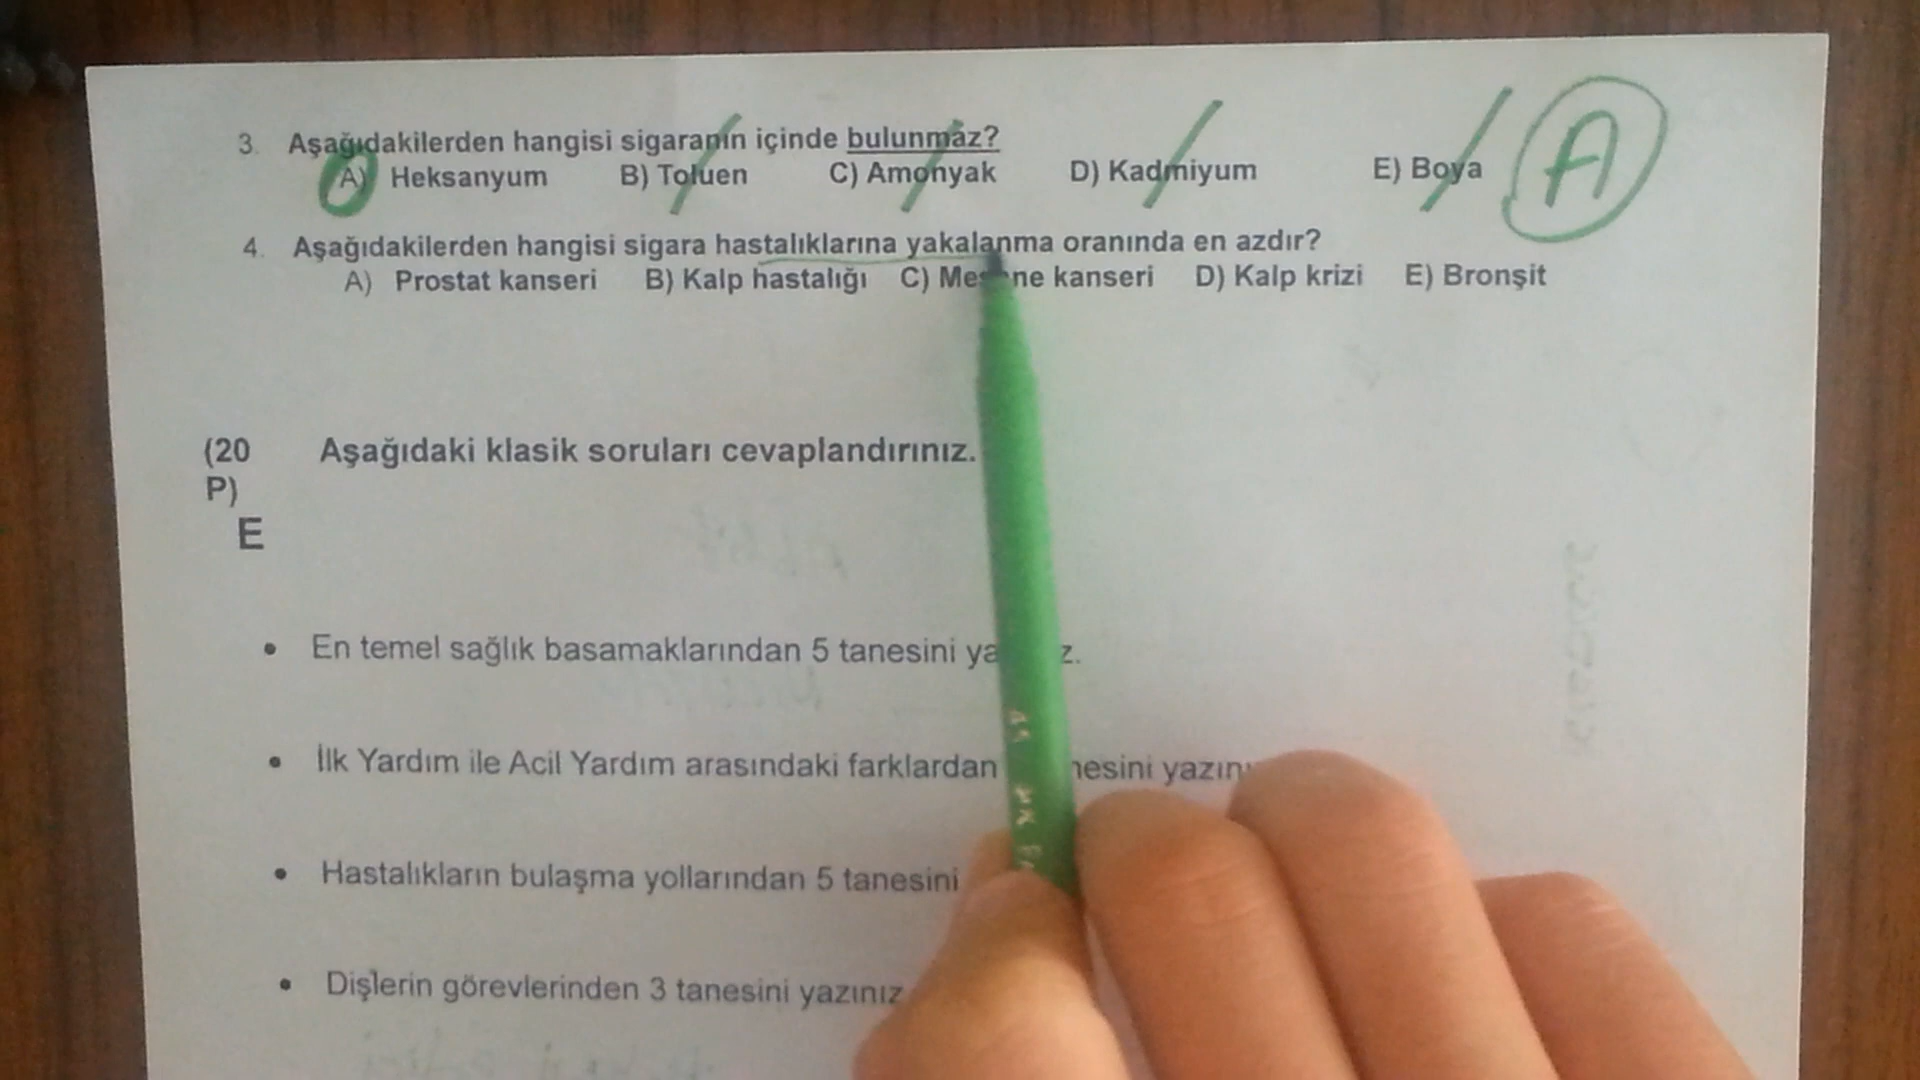 3. Aşağıdakilerden hangisi sigaranın içinde bulunmaz?
A) Heksanyum B) Toluen C) Amonyak D) Kadmiyum E) Boya A
4. Aşağıdakilerden hangisi sigara hastalıklarına yakalanma oranında en azdır?
A) Prostat kanseri B) Kalp hastalığı C) kanseri D) Kalp krizi E) Bronşit
(20 Aşağıdaki klasik soruları cevaplandırınız.
P)
E
• En temel sağlık basamaklarından 5 tanesini
• İlk Yardım ile Acil Yardım arasındaki farklardan
• Hastalıkların bulaşma yollarından 5 tanesini
• Dişlerin görevlerinden 3 tanesini yazınız